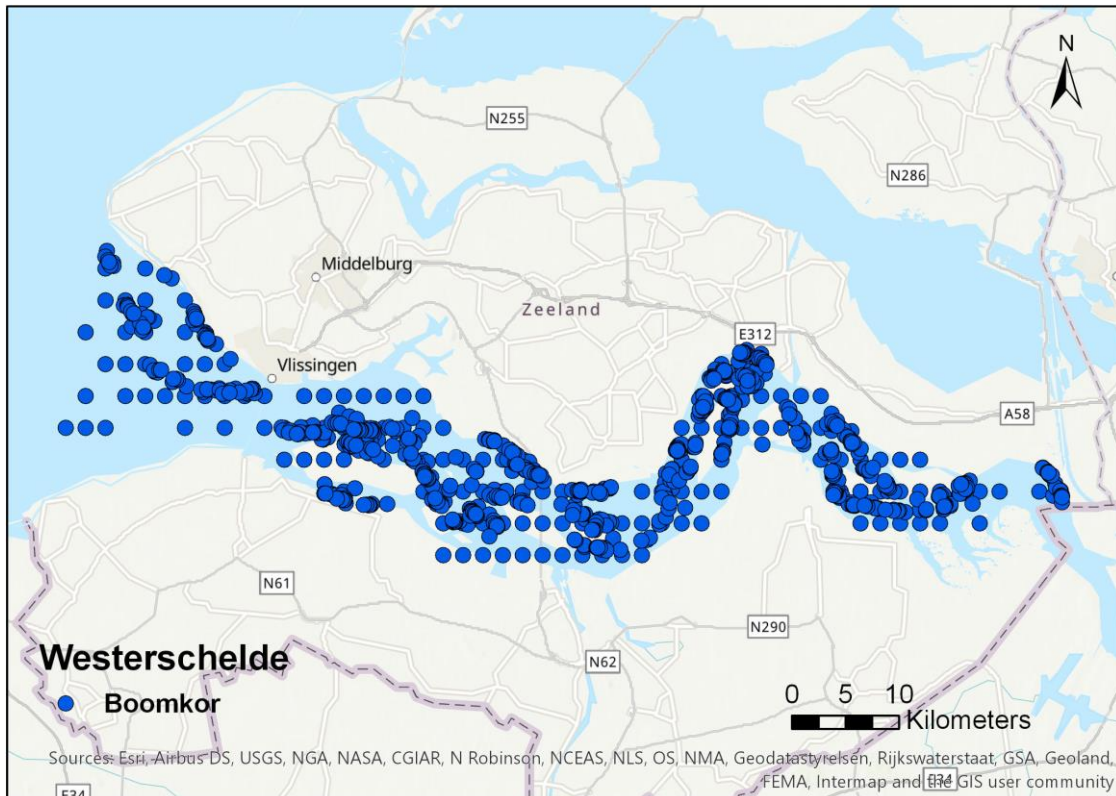 N
N255
N286
Middelburg
Zeeland
E312
Vlissingen
A58
N61
N290
N62
Westerschelde
Boomkor
0 5 10
Kilometers
Sources: Esri, Airbus DS, USGS, NGA, NASA, CGIAR, N Robinson, NCEAS, NLS, OS, NMA, Geodatastyrelsen, Rijkswaterstaat, GSA, Geoland,
FEMA, Intermap and the GIS user community
E34
E34